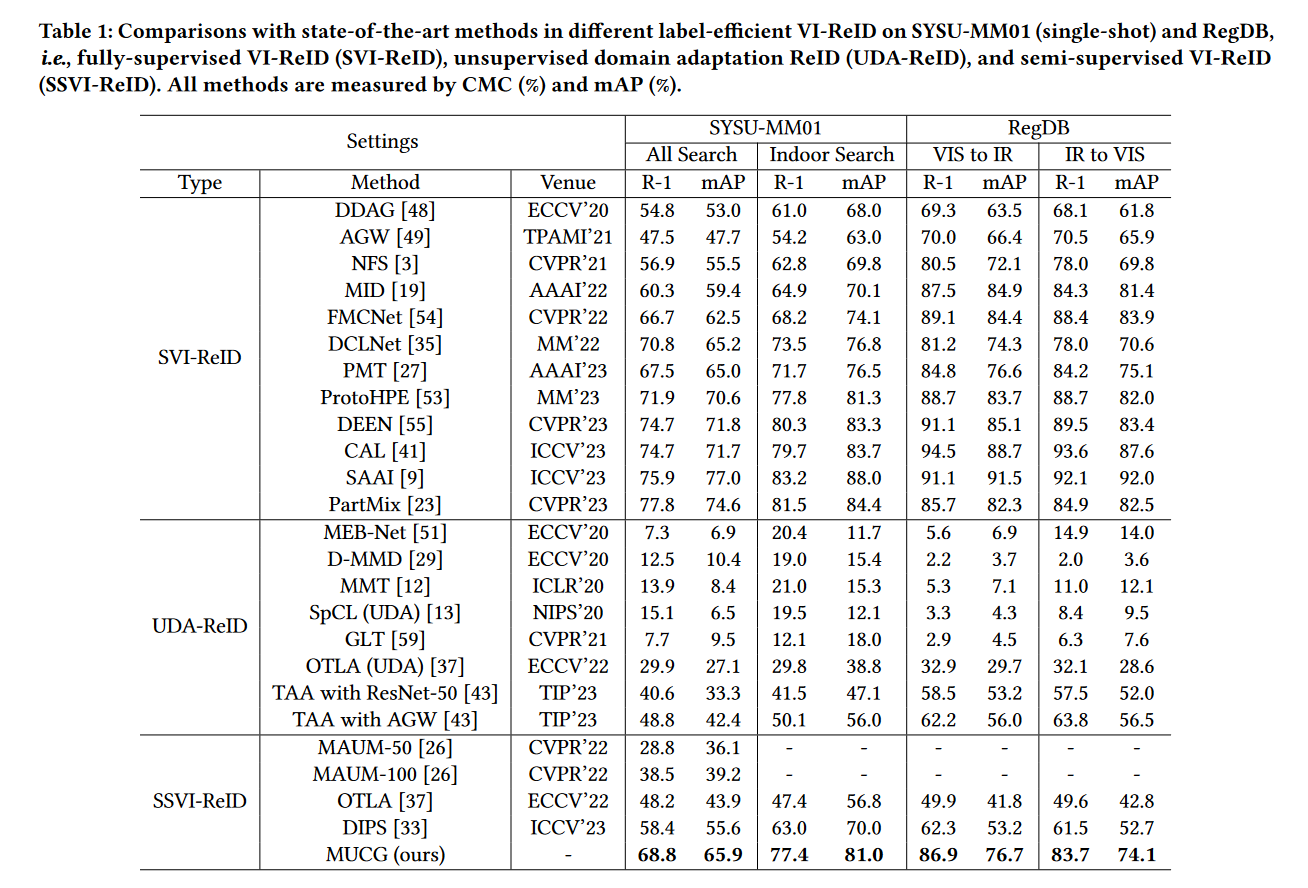 Table 1: Comparisons with state-of-the-art methods in different label-efficient VI-ReID on SYSU-MM01 (single-shot) and RegDB,
i.e., fully-supervised VI-ReID (SVI-ReID), unsupervised domain adaptation ReID (UDA-ReID), and semi-supervised VI-ReID
(SSVI-ReID). All methods are measured by CMC (%) and mAP (%).
Settings SYSU-MM01 RegDB
All Search Indoor Search VIS to IR IR to VIS
Type Method Venue R-1 mAP R-1 mAP R-1 mAP R-1 mAP
SVI-ReID
DDAG [48] ECCV'20 54.8 53.0 61.0 68.0 69.3 63.5 68.1 61.8
AGW [49] TPAMI'21 47.5 47.7 54.2 63.0 70.0 66.4 70.5 65.9
NFS [3] CVPR'21 56.9 55.5 62.8 69.8 80.5 72.1 78.0 69.8
MID [19] AAAI'22 60.3 59.4 64.9 70.1 87.5 84.9 84.3 81.4
FMCNet [54] CVPR'22 66.7 62.5 68.2 74.1 89.1 84.4 88.4 83.9
DCLNet [35] MM'22 70.8 65.2 73.5 76.8 81.2 74.3 78.0 70.6
PMT [27] AAAI'23 67.5 65.0 71.7 76.5 84.8 76.6 84.2 75.1
ProtoHPE [53] MM'23 71.9 70.6 77.8 81.3 88.7 83.7 88.7 82.0
DEEN [55] CVPR'23 74.7 71.8 80.3 83.3 91.1 85.1 89.5 83.4
CAL [41] ICCV'23 74.7 71.7 79.7 83.7 94.5 88.7 93.6 87.6
SAAI [9] ICCV'23 75.9 77.0 83.2 88.0 91.1 91.5 92.1 92.0
PartMix [23] CVPR'23 77.8 74.6 81.5 84.4 85.7 82.3 84.9 82.5
UDA-ReID
MEB-Net [51] ECCV'20 7.3 6.9 20.4 11.7 5.6 6.9 14.9 14.0
D-MMD [29] ECCV'20 12.5 10.4 19.0 15.4 2.2 3.7 2.0 3.6
MMT [12] ICLR'20 13.9 8.4 21.0 15.3 5.3 7.1 11.0 12.1
SpCL (UDA) [13] NIPS'20 15.1 6.5 19.5 12.1 3.3 4.3 8.4 9.5
GLT [59] CVPR'21 7.7 9.5 12.1 18.0 2.9 4.5 6.3 7.6
OTLA (UDA) [37] ECCV'22 29.9 27.1 29.8 38.8 32.9 29.7 32.1 28.6
TAA with ResNet-50 [43] TIP'23 40.6 33.3 41.5 47.1 58.5 53.2 57.5 52.0
TAA with AGW [43] TIP'23 48.8 42.4 50.1 56.0 62.2 56.0 63.8 56.5
SSVI-ReID
MAUM-50 [26] CVPR'22 28.8 36.1 - - - - - -
MAUM-100 [26] CVPR'22 38.5 39.2 - - - - - -
OTLA [37] ECCV'22 48.2 43.9 47.4 56.8 49.9 41.8 49.6 42.8
DIPS [33] ICCV'23 58.4 55.6 63.0 70.0 62.3 53.2 61.5 52.7
MUCG (ours) - 68.8 65.9 77.4 81.0 86.9 76.7 83.7 74.1